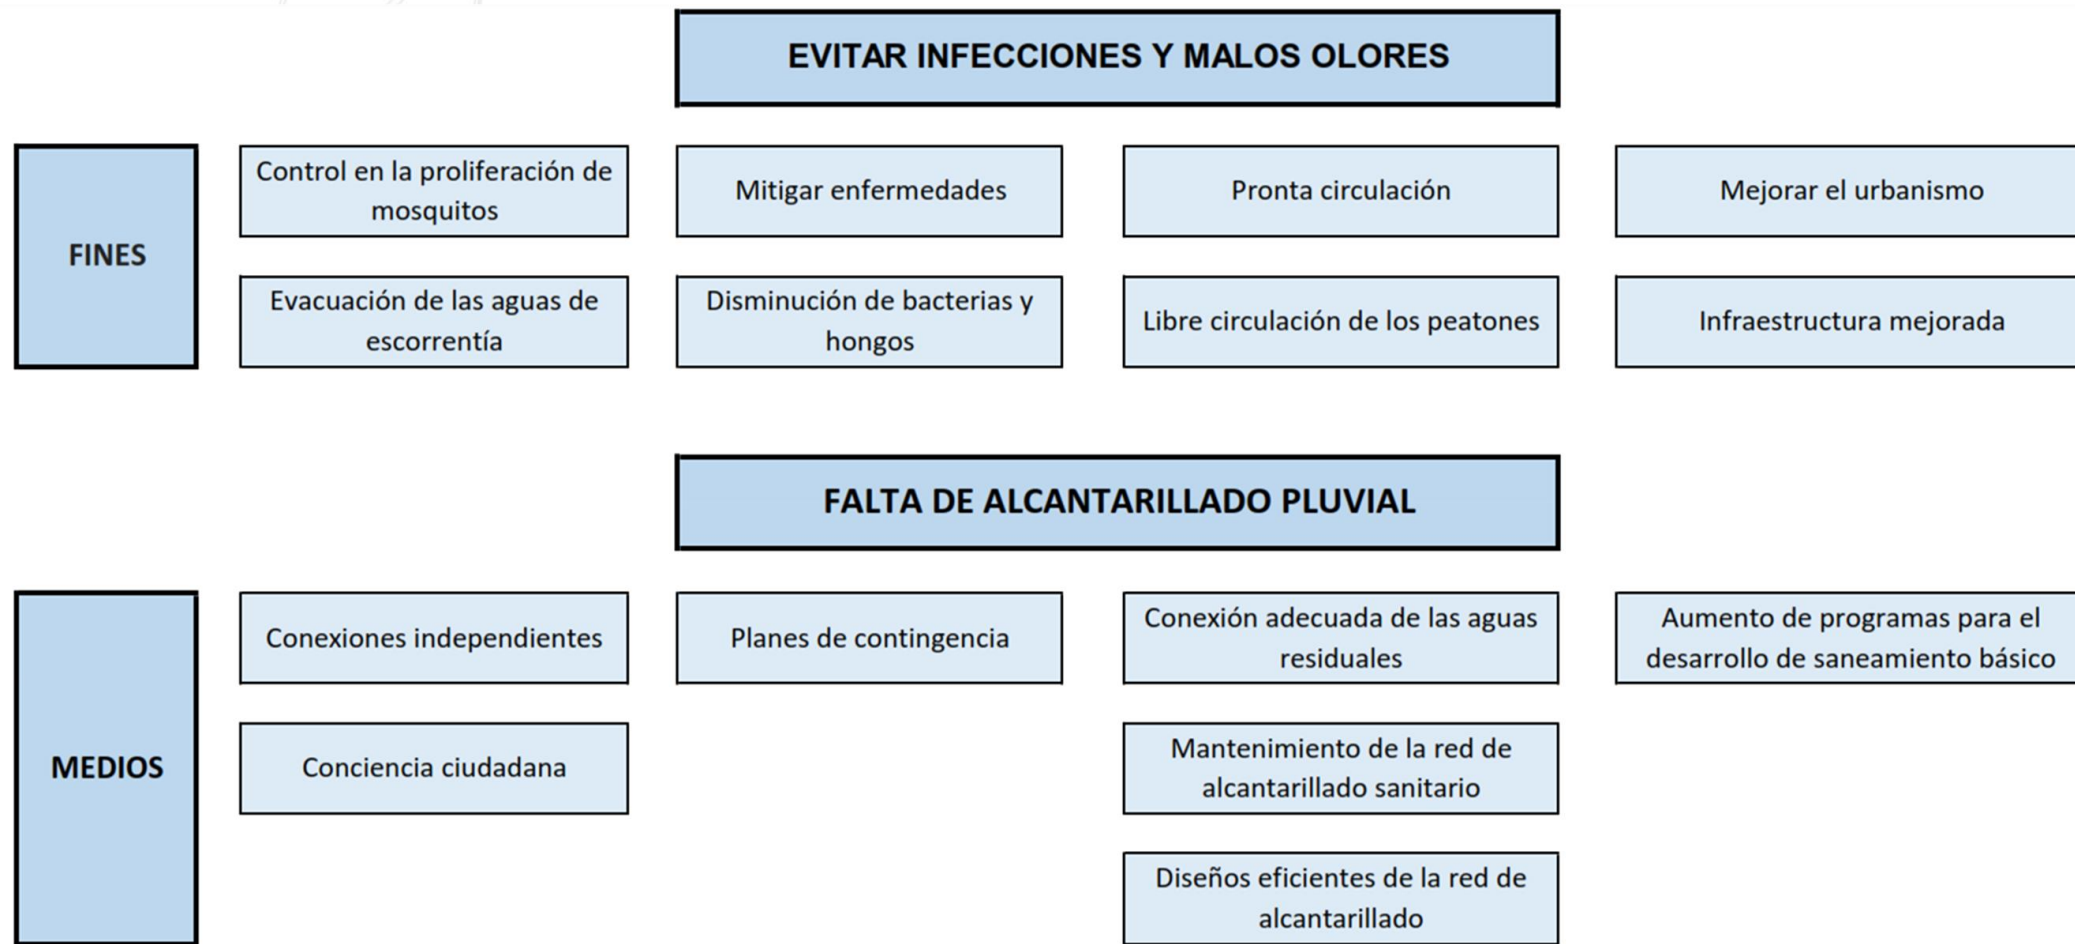 EVITAR INFECCIONES Y MALOS OLORES
FINES
Control en la proliferación de
mosquitos
Mitigar enfermedades
Pronta circulación
Mejorar el urbanismo
Evacuación de las aguas de
escorrentía
Disminución de bacterias y
hongos
Libre circulación de los peatones
Infraestructura mejorada
FALTA DE ALCANTARILLADO PLUVIAL
MEDIOS
Conexiones independientes
Planes de contingencia
Conexión adecuada de las aguas
residuales
Aumento de programas para el
desarrollo de saneamiento básico
Conciencia ciudadana
Mantenimiento de la red de
alcantarillado sanitario
Diseños eficientes de la red de
alcantarillado